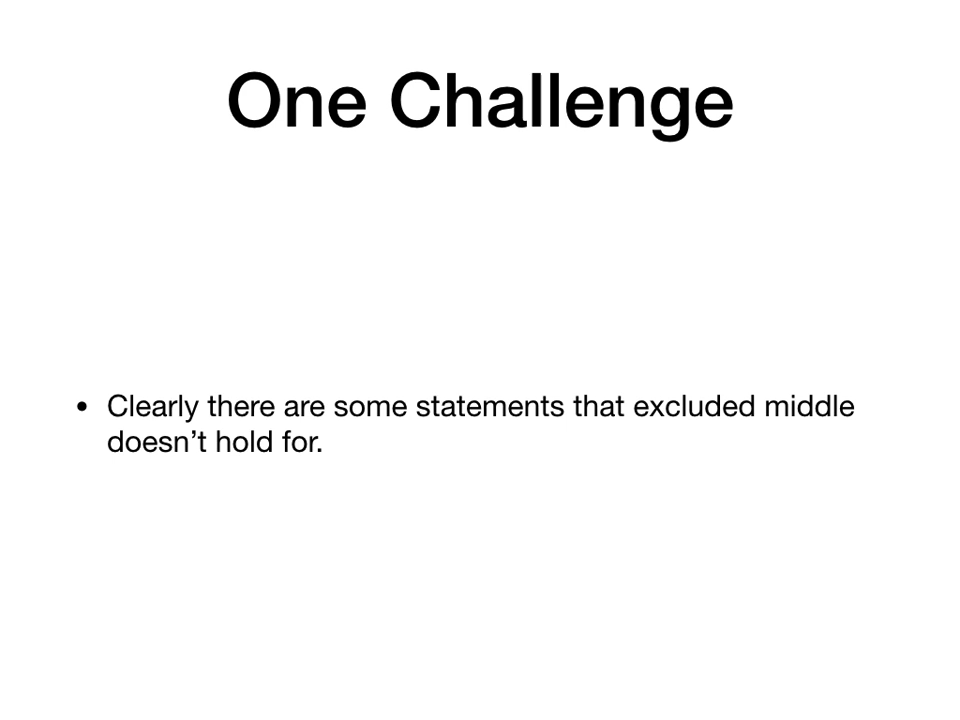 One Challenge
• Clearly there are some statements that excluded middle
doesn’t hold for.